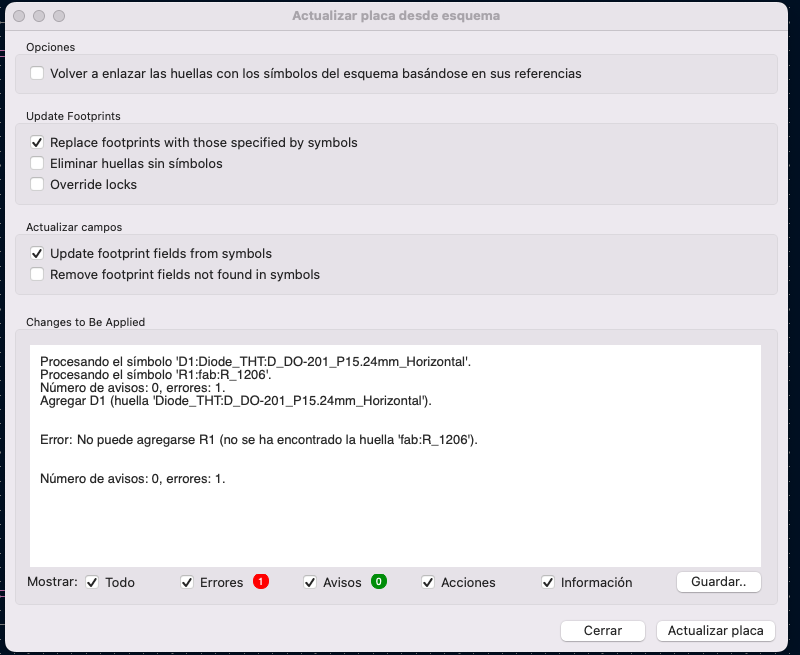 Actualizar placa desde esquema
Opciones
Volver a enlazar las huellas con los símbolos del esquema basándose en sus referencias
Update Footprints
Replace footprints with those specified by symbols
Eliminar huellas sin símbolos
Override locks
Actualizar campos
Update footprint fields from symbols
Remove footprint fields not found in symbols
Changes to Be Applied
Procesando el símbolo 'D1:Diode_THT:D_DO-201_P15.24mm_Horizontal'.
Procesando el símbolo 'R1:fab:R_1206'.
Número de avisos: 0, errores: 1.
Agregar D1 (huella 'Diode_THT:D_DO-201_P15.24mm_Horizontal').
Error: No puede agregarse R1 (no se ha encontrado la huella 'fab:R_1206').
Número de avisos: 0, errores: 1.
Mostrar: Todo Errores 1 Avisos 0 Acciones Información Guardar..
Cerrar Actualizar placa